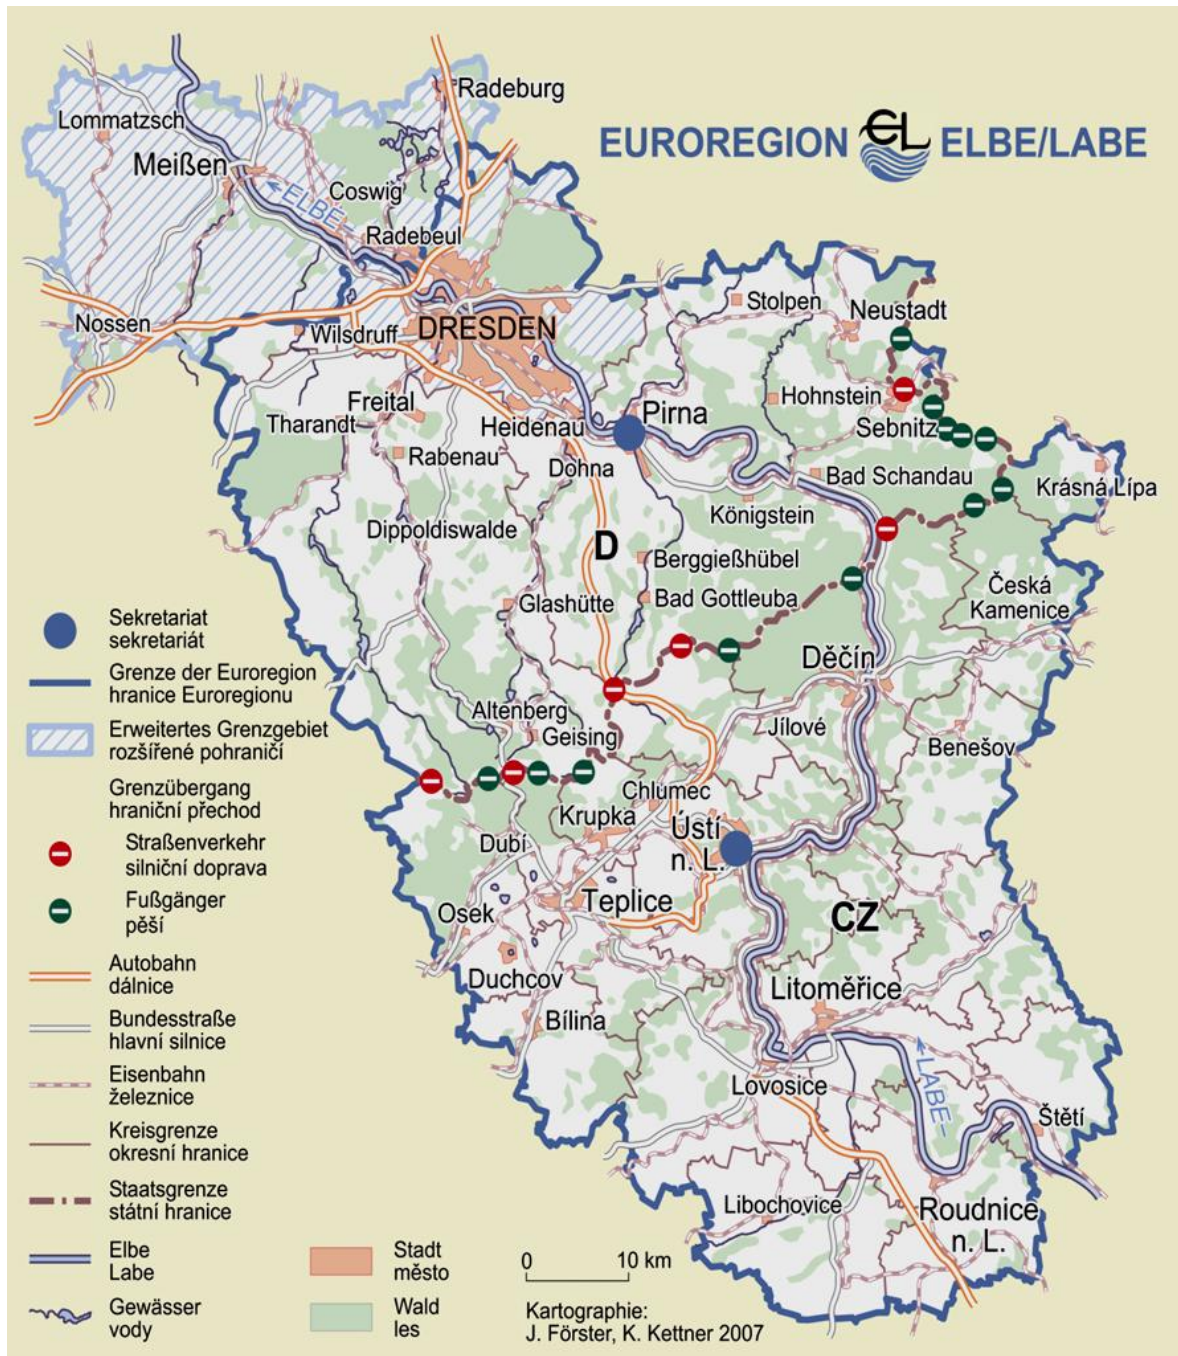 EUROREGION EL ELBE/LABE
Radeburg
Lommatzsch
Meißen
Coswig
ELBE
Radebeul
Stolpen
Neustadt
Nossen
Wilsdruff
DRESDEN
Hohnstein
Freital
Pirna
Tharandt
Heidenau
Sebnitz
Rabenau
Dohna
Bad Schandau
Krásná Lípa
Königstein
Dippoldiswalde
D
Berggießhübel
Česká
Kamenice
Glashütte
Bad Gottleuba
Děčín
Altenberg
Geising
Jílové
Benešov
Chlumec
Krupka
Ústí
n. L.
Dubí
Teplice
Osek
CZ
Duchcov
Litoměřice
Bílina
Lovosice
LABE
Štětí
Libochovice
Roudnice
n. L.
Sekretariat
sekretariát
Grenze der Euroregion
hranice Euroregionu
Erweitertes Grenzgebiet
rozšířené pohraničí
Grenzübergang
hraniční přechod
Straßenverkehr
silniční doprava
Fußgänger
pěší
Autobahn
dálnice
Bundesstraße
hlavní silnice
Eisenbahn
železnice
Kreisgrenze
okresní hranice
Staatsgrenze
státní hranice
Elbe
Labe
Gewässer
vody
Stadt
město
Wald
les
0 10 km
Kartographie:
J. Förster, K. Kettner 2007